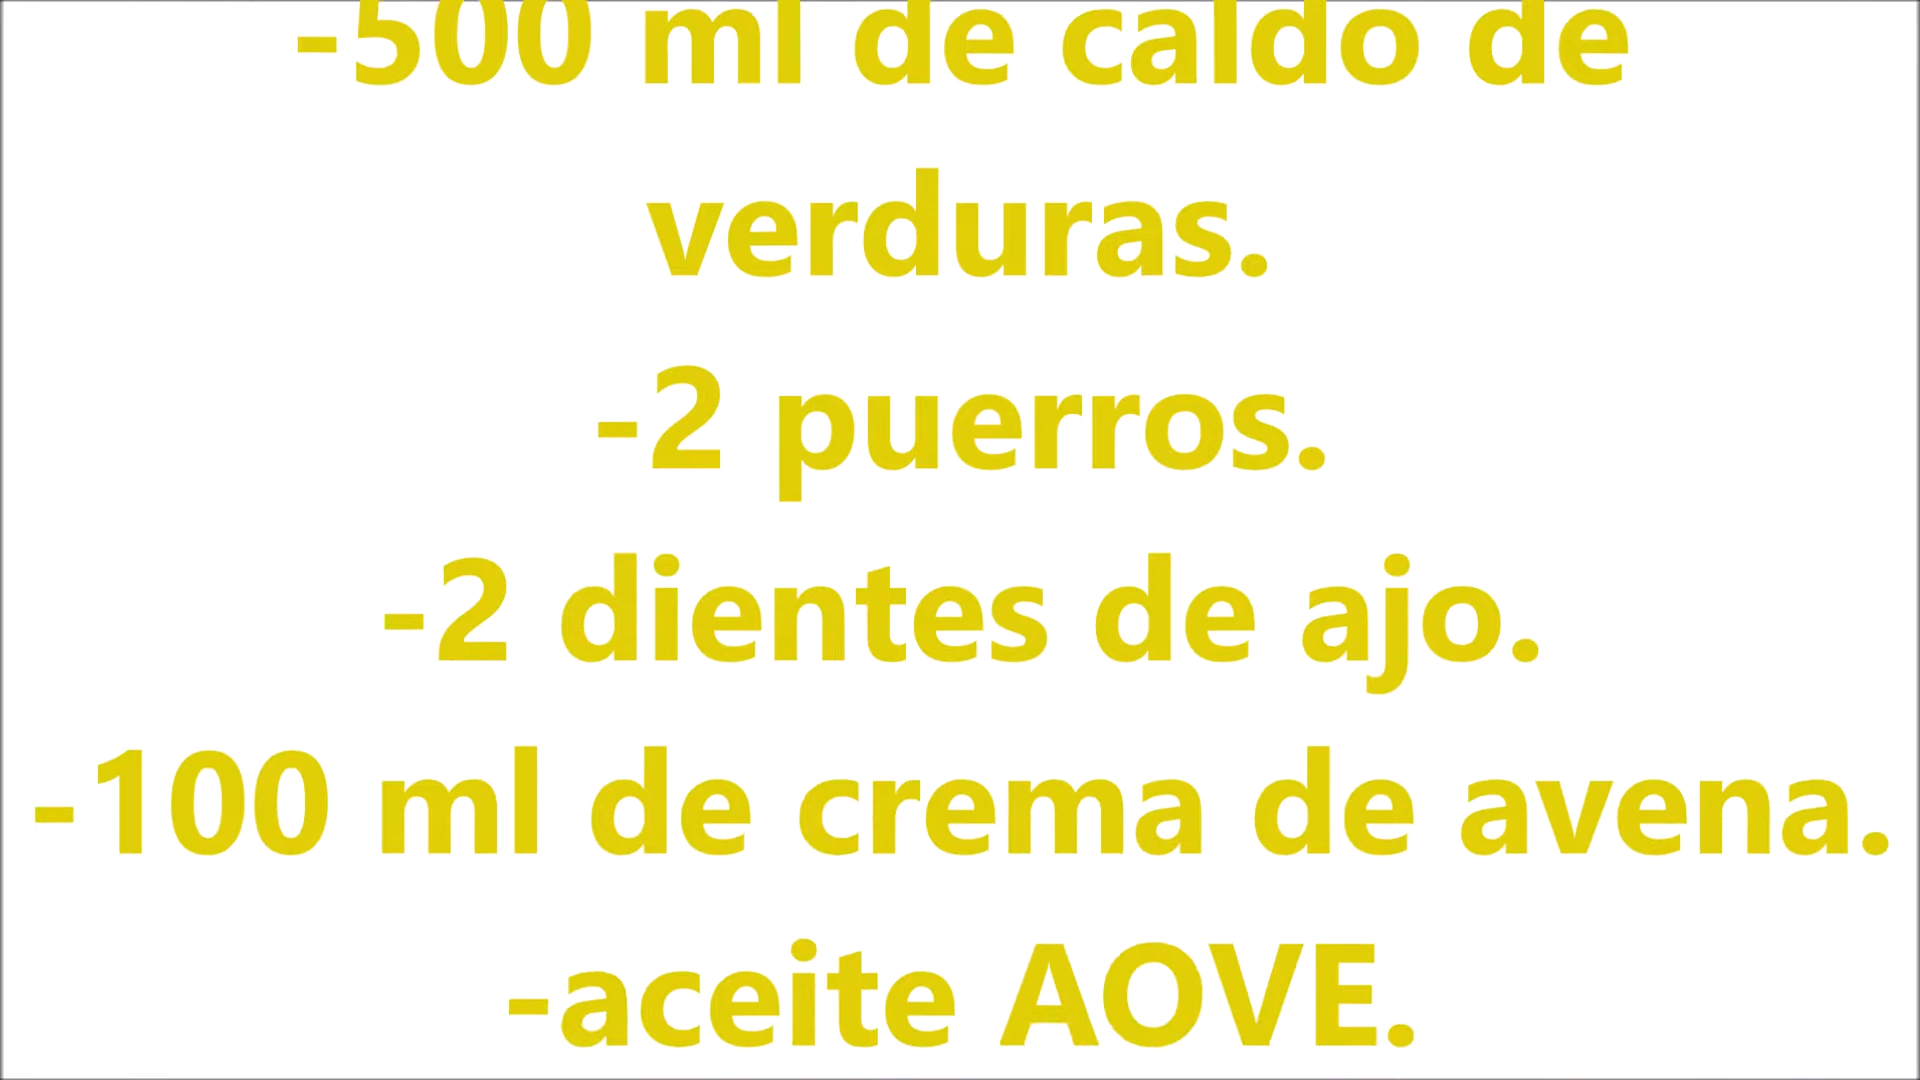 -500 ml de caldo de
verduras.
-2 puerros.
-2 dientes de ajo.
-100 ml de crema de avena.
-aceite AOVE.